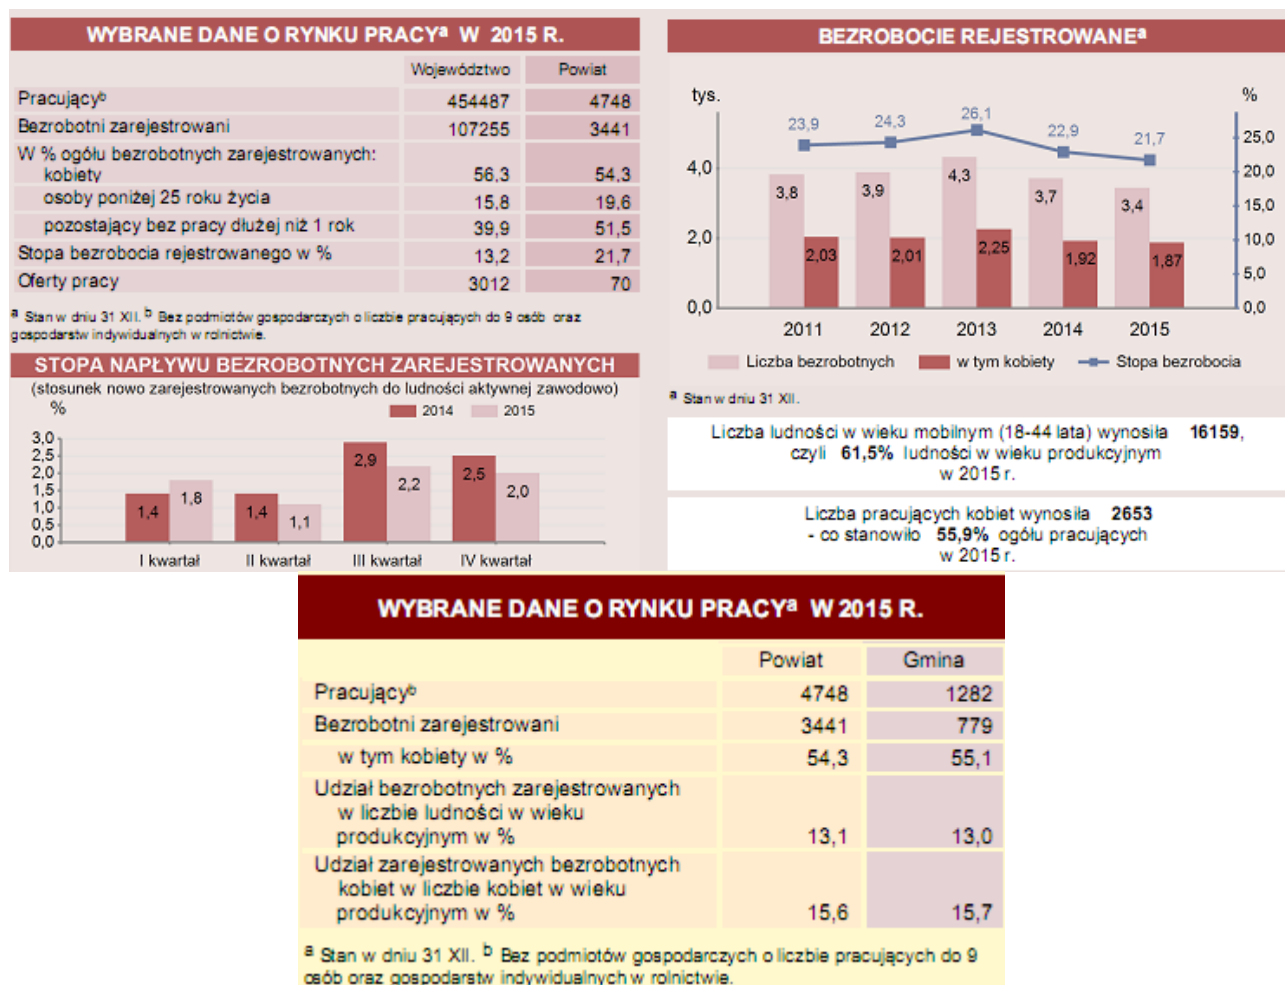 WYBRANE DANE O RYNKU PRACYª W 2015 R.
Województwo Powiat
Pracującyᵇ 454487 4748
Bezrobotni zarejestrowani 107255 3441
W % ogółu bezrobotnych zarejestrowanych:
kobiety 56,3 54,3
osoby poniżej 25 roku życia 15,8 19,6
pozostający bez pracy dłużej niż 1 rok 39,9 51,5
Stopa bezrobocia rejestrowanego w % 13,2 21,7
Oferty pracy 3012 70
ª Stan w dniu 31 XII. ᵇ Bez podmiotów gospodarczych o liczbie pracujących do 9 osób oraz
gospodarstw indywidualnych w rolnictwie.
STOPA NAPŁYWU BEZROBOTNYCH ZAREJESTROWANYCH
(stosunek nowo zarejestrowanych bezrobotnych do ludności aktywnej zawodowo)
%
2014 2015
3,0
2,5
2,0
1,5
1,0
0,5
0,0
1,4 1,8 1,4 1,1 2,9 2,2 2,5 2,0
I kwartał II kwartał III kwartał IV kwartał
BEZROBOCIE REJESTROWANEª
tys. %
23,9 24,3 26,1 22,9 21,7
4,0
2,0
0,0
25,0
20,0
15,0
10,0
5,0
0,0
3,8 3,9 4,3 3,7 3,4
2,03 2,01 2,25 1,92 1,87
2011 2012 2013 2014 2015
Liczba bezrobotnych w tym kobiety Stopa bezrobocia
ª Stan w dniu 31 XII.
Liczba ludności w wieku mobilnym (18-44 lata) wynosiła 16159,
czyli 61,5% ludności w wieku produkcyjnym
w 2015 r.
Liczba pracujących kobiet wynosiła 2653
- co stanowiło 55,9% ogółu pracujących
w 2015 r.
WYBRANE DANE O RYNKU PRACYª W 2015 R.
Powiat Gmina
Pracującyᵇ 4748 1282
Bezrobotni zarejestrowani 3441 779
w tym kobiety w % 54,3 55,1
Udział bezrobotnych zarejestrowanych
w liczbie ludności w wieku
produkcyjnym w % 13,1 13,0
Udział zarejestrowanych bezrobotnych
kobiet w liczbie kobiet w wieku
produkcyjnym w % 15,6 15,7
ª Stan w dniu 31 XII. ᵇ Bez podmiotów gospodarczych o liczbie pracujących do 9
osób oraz gospodarstw indywidualnych w rolnictwie.